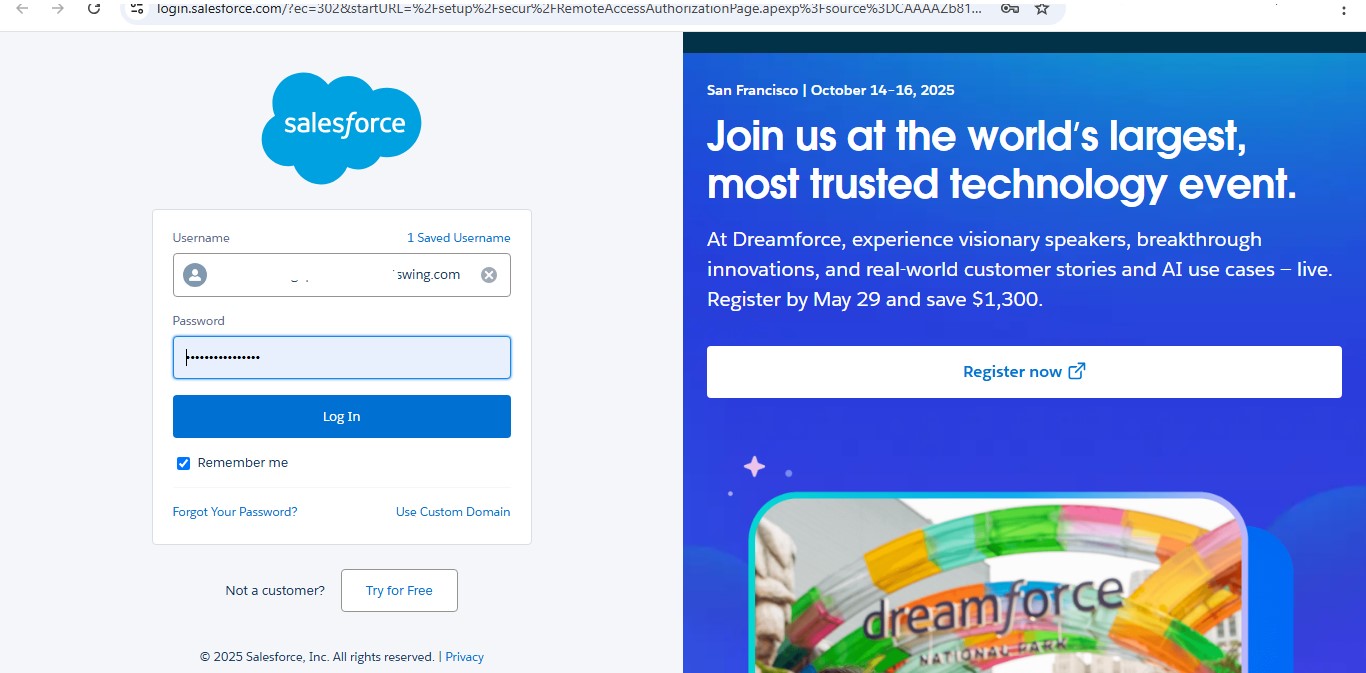 login.salesforce.com/?ec=302&startURL=%2Fsetup%2Fsecur%2FRemoteAccessAuthorizationPage.apexp%3Fsource%3DCAAAAZb81...
salesforce
Username
1 Saved Username
swing.com
Password
Log In
Remember me
Forgot Your Password?
Use Custom Domain
Not a customer?
Try for Free
© 2025 Salesforce, Inc. All rights reserved. | Privacy
San Francisco | October 14–16, 2025
Join us at the world's largest,
most trusted technology event.
At Dreamforce, experience visionary speakers, breakthrough
innovations, and real-world customer stories and AI use cases – live.
Register by May 29 and save $1,300.
Register now
dreamforce
NATIONAL PARK